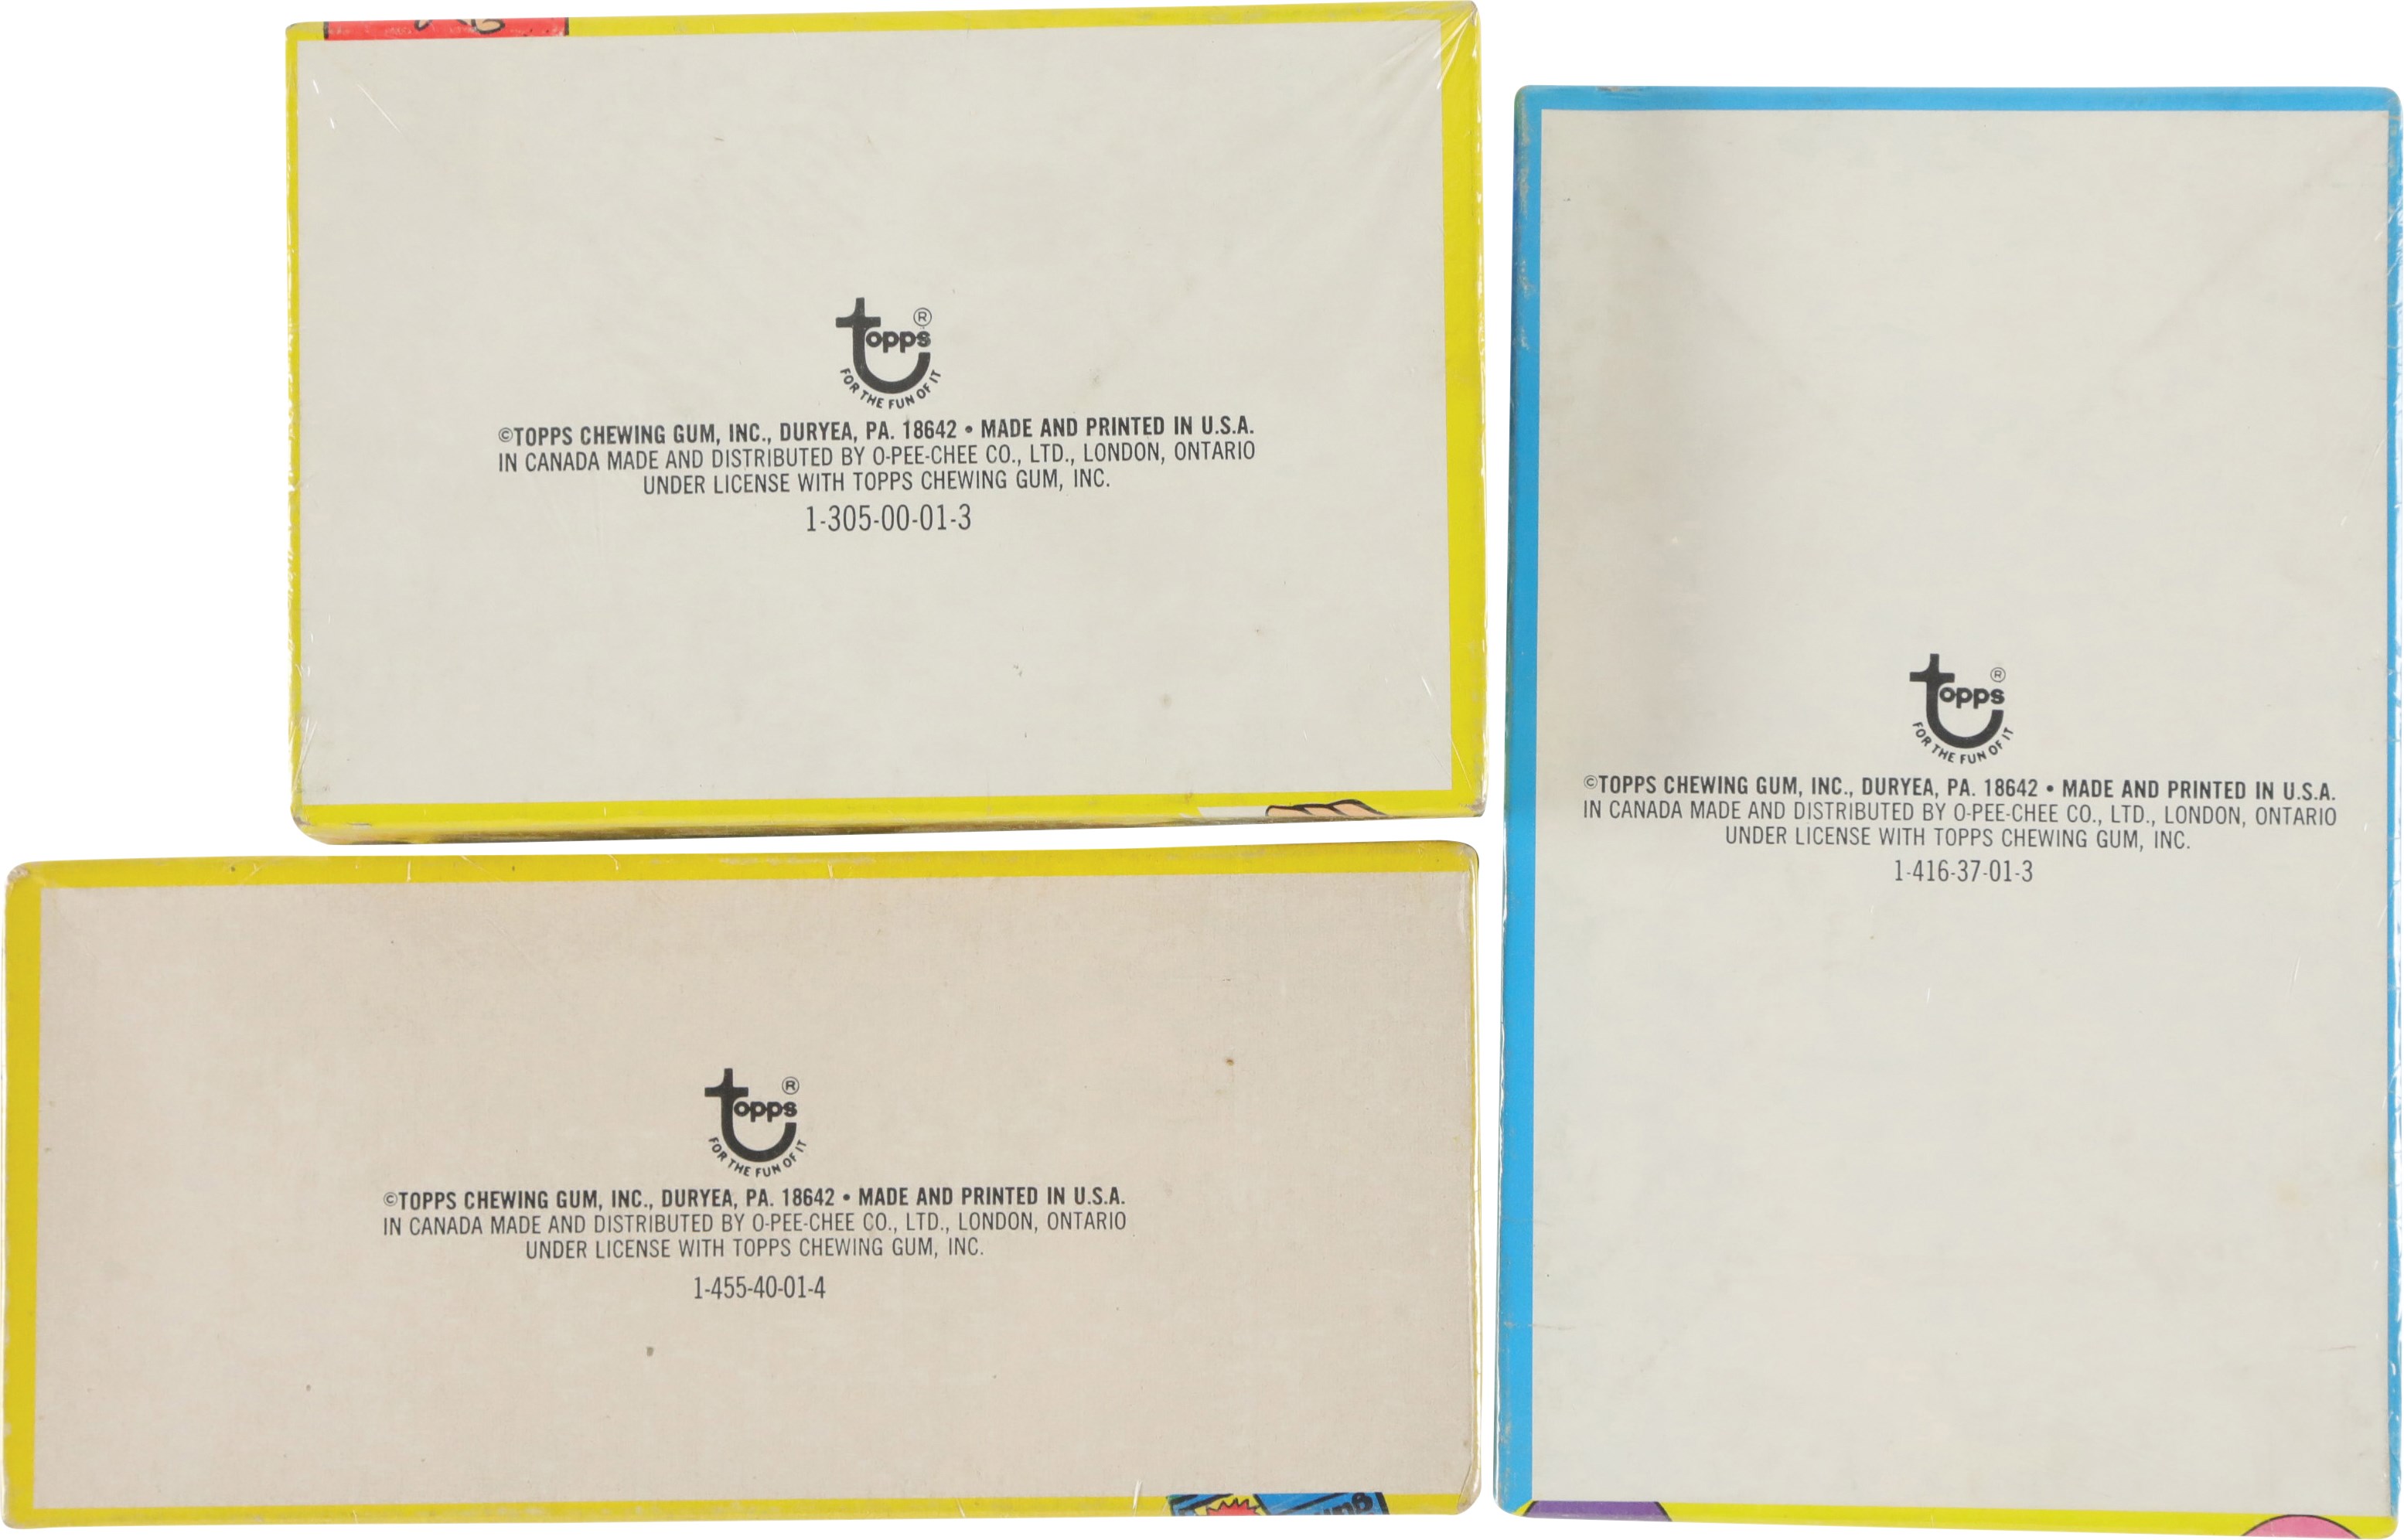 topps ®
FOR THE FUN OF IT
©TOPPS CHEWING GUM, INC., DURYEA, PA. 18642 • MADE AND PRINTED IN U.S.A.
IN CANADA MADE AND DISTRIBUTED BY O-PEE-CHEE CO., LTD., LONDON, ONTARIO
UNDER LICENSE WITH TOPPS CHEWING GUM, INC.
1-305-00-01-3
topps ®
FOR THE FUN OF IT
©TOPPS CHEWING GUM, INC., DURYEA, PA. 18642 • MADE AND PRINTED IN U.S.A.
IN CANADA MADE AND DISTRIBUTED BY O-PEE-CHEE CO., LTD., LONDON, ONTARIO
UNDER LICENSE WITH TOPPS CHEWING GUM, INC.
1-455-40-01-4
topps ®
FOR THE FUN OF IT
©TOPPS CHEWING GUM, INC., DURYEA, PA. 18642 • MADE AND PRINTED IN U.S.A.
IN CANADA MADE AND DISTRIBUTED BY O-PEE-CHEE CO., LTD., LONDON, ONTARIO
UNDER LICENSE WITH TOPPS CHEWING GUM, INC.
1-416-37-01-3